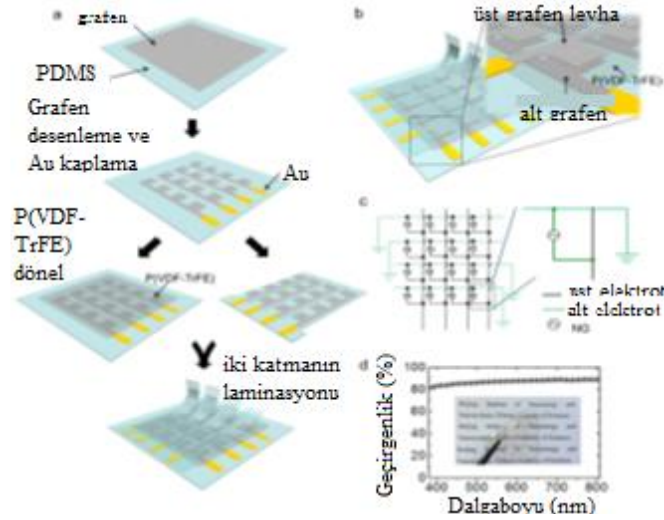 a
grafen
PDMS
Grafen
desenleme ve
Au kaplama
Au
P(VDF-
TrFE)
dönel
P(VDF-TrFE)
iki katmanın
laminasyonu
b
üst grafen levha
P(VDF-TrFE)
alt grafen
c
üst elektrot
alt elektrot
NG
d
Geçirgenlik (%)
100
80
60
40
20
0
400 500 600 700 800
Dalgaboyu (nm)